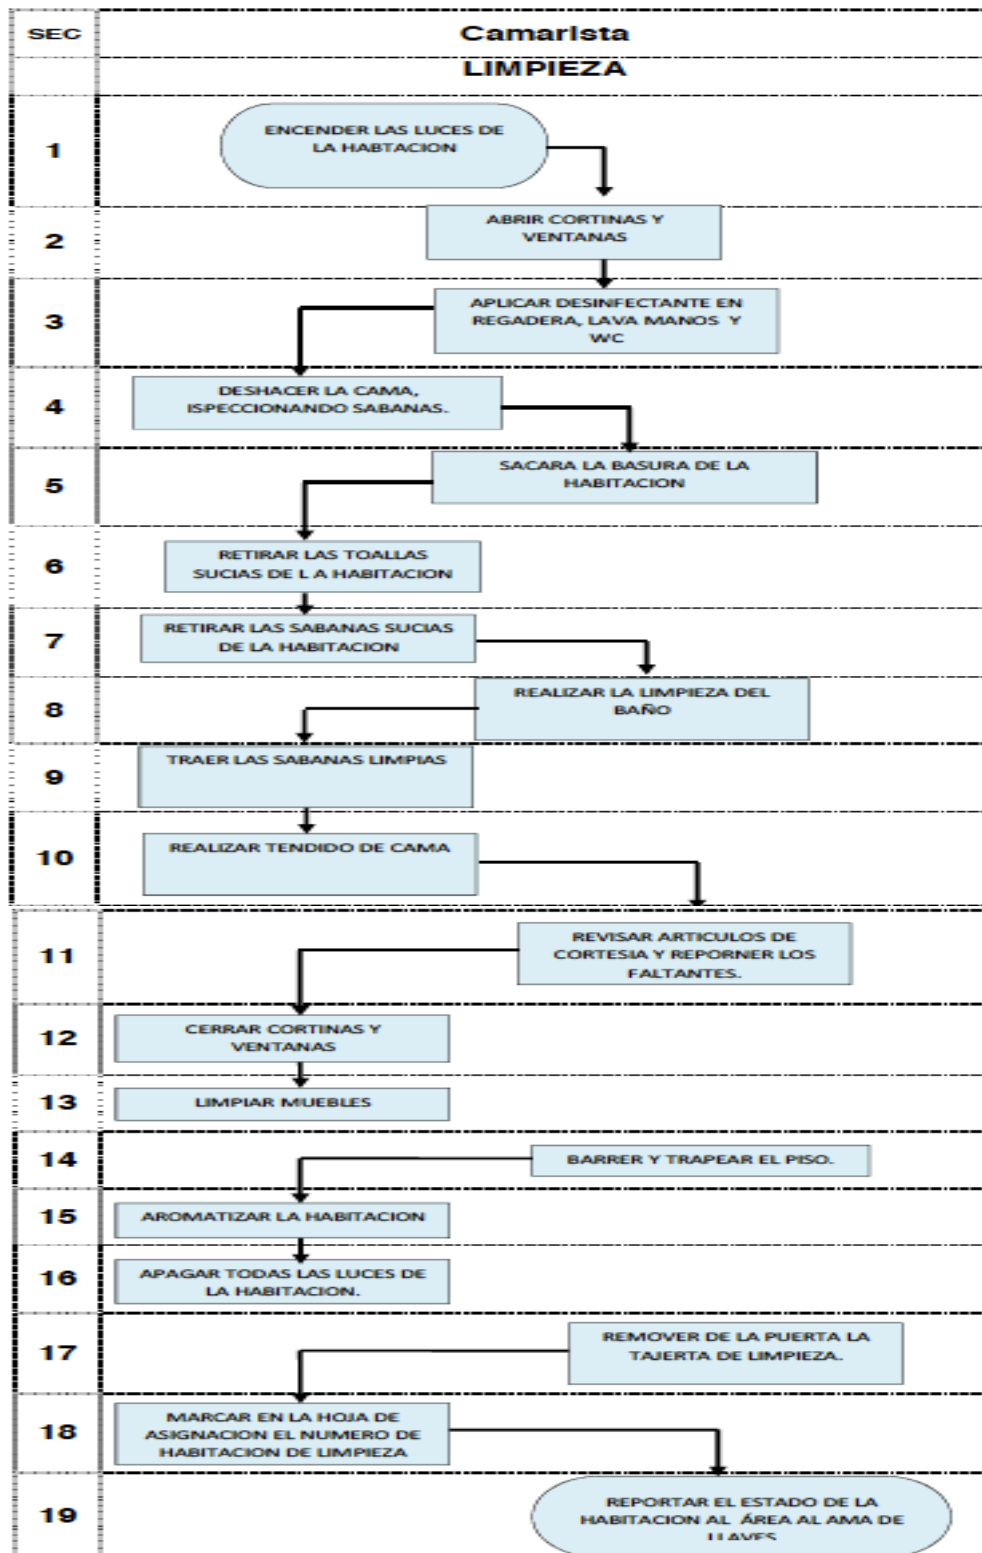 SEC
Camarista
LIMPIEZA
1
ENCENDER LAS LUCES DE
LA HABTACION
2
ABRIR CORTINAS Y
VENTANAS
3
APLICAR DESINFECTANTE EN
REGADERA, LAVA MANOS Y
WC
4
DESHACER LA CAMA,
ISPECCIONANDO SABANAS.
5
SACARA LA BASURA DE LA
HABITACION
6
RETIRAR LAS TOALLAS
SUCIAS DE L A HABITACION
7
RETIRAR LAS SABANAS SUCIAS
DE LA HABITACION
8
REALIZAR LA LIMPIEZA DEL
BAÑO
9
TRAER LAS SABANAS LIMPIAS
10
REALIZAR TENDIDO DE CAMA
11
REVISAR ARTICULOS DE
CORTESIA Y REPORNER LOS
FALTANTES.
12
CERRAR CORTINAS Y
VENTANAS
13
LIMPIAR MUEBLES
14
BARRER Y TRAPEAR EL PISO.
15
AROMATIZAR LA HABITACION
16
APAGAR TODAS LAS LUCES DE
LA HABITACION.
17
REMOVER DE LA PUERTA LA
TAJERTA DE LIMPIEZA.
18
MARCAR EN LA HOJA DE
ASIGNACION EL NUMERO DE
HABITACION DE LIMPIEZA
19
REPORTAR EL ESTADO DE LA
HABITACION AL ÁREA AL AMA DE
LLAVES